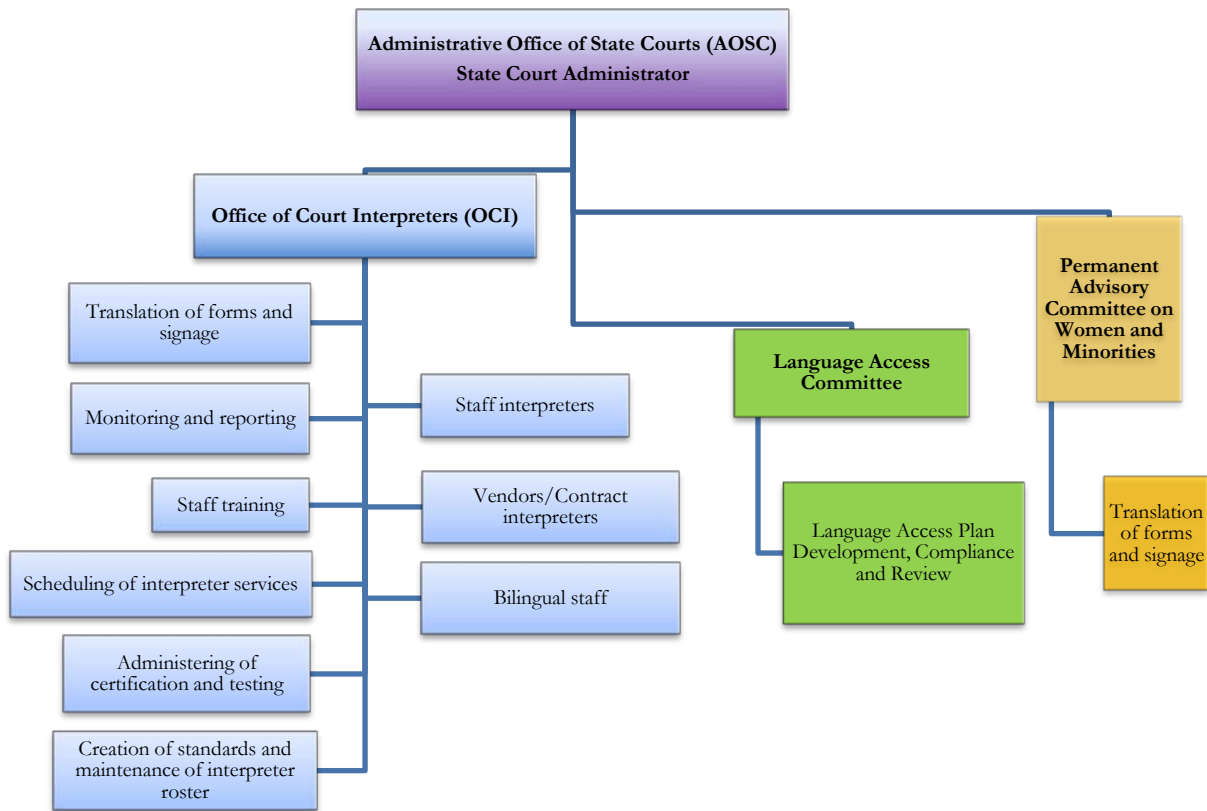 Administrative Office of State Courts (AOSC)
State Court Administrator
Office of Court Interpreters (OCI)
Translation of forms and
signage
Monitoring and reporting
Staff training
Scheduling of interpreter services
Administering of
certification and testing
Creation of standards and
maintenance of interpreter
roster
Staff interpreters
Vendors/Contract
interpreters
Bilingual staff
Language Access
Committee
Language Access Plan
Development, Compliance
and Review
Permanent
Advisory
Committee on
Women and
Minorities
Translation
of forms
and signage